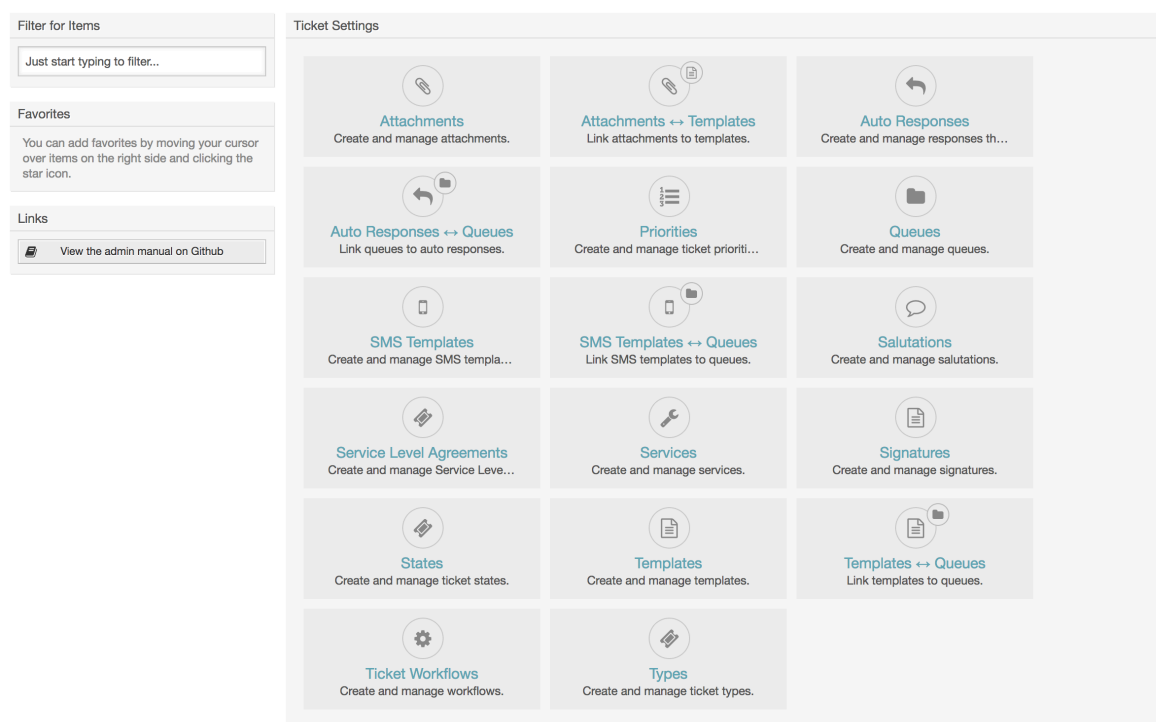 Filter for Items
Just start typing to filter...
Favorites
You can add favorites by moving your cursor
over items on the right side and clicking the
star icon.
Links
View the admin manual on Github
Ticket Settings
Attachments
Create and manage attachments.
Attachments ↔ Templates
Link attachments to templates.
Auto Responses
Create and manage responses th…
Auto Responses ↔ Queues
Link queues to auto responses.
Priorities
Create and manage ticket prioriti…
Queues
Create and manage queues.
SMS Templates
Create and manage SMS templa…
SMS Templates ↔ Queues
Link SMS templates to queues.
Salutations
Create and manage salutations.
Service Level Agreements
Create and manage Service Leve…
Services
Create and manage services.
Signatures
Create and manage signatures.
States
Create and manage ticket states.
Templates
Create and manage templates.
Templates ↔ Queues
Link templates to queues.
Ticket Workflows
Create and manage workflows.
Types
Create and manage ticket types.